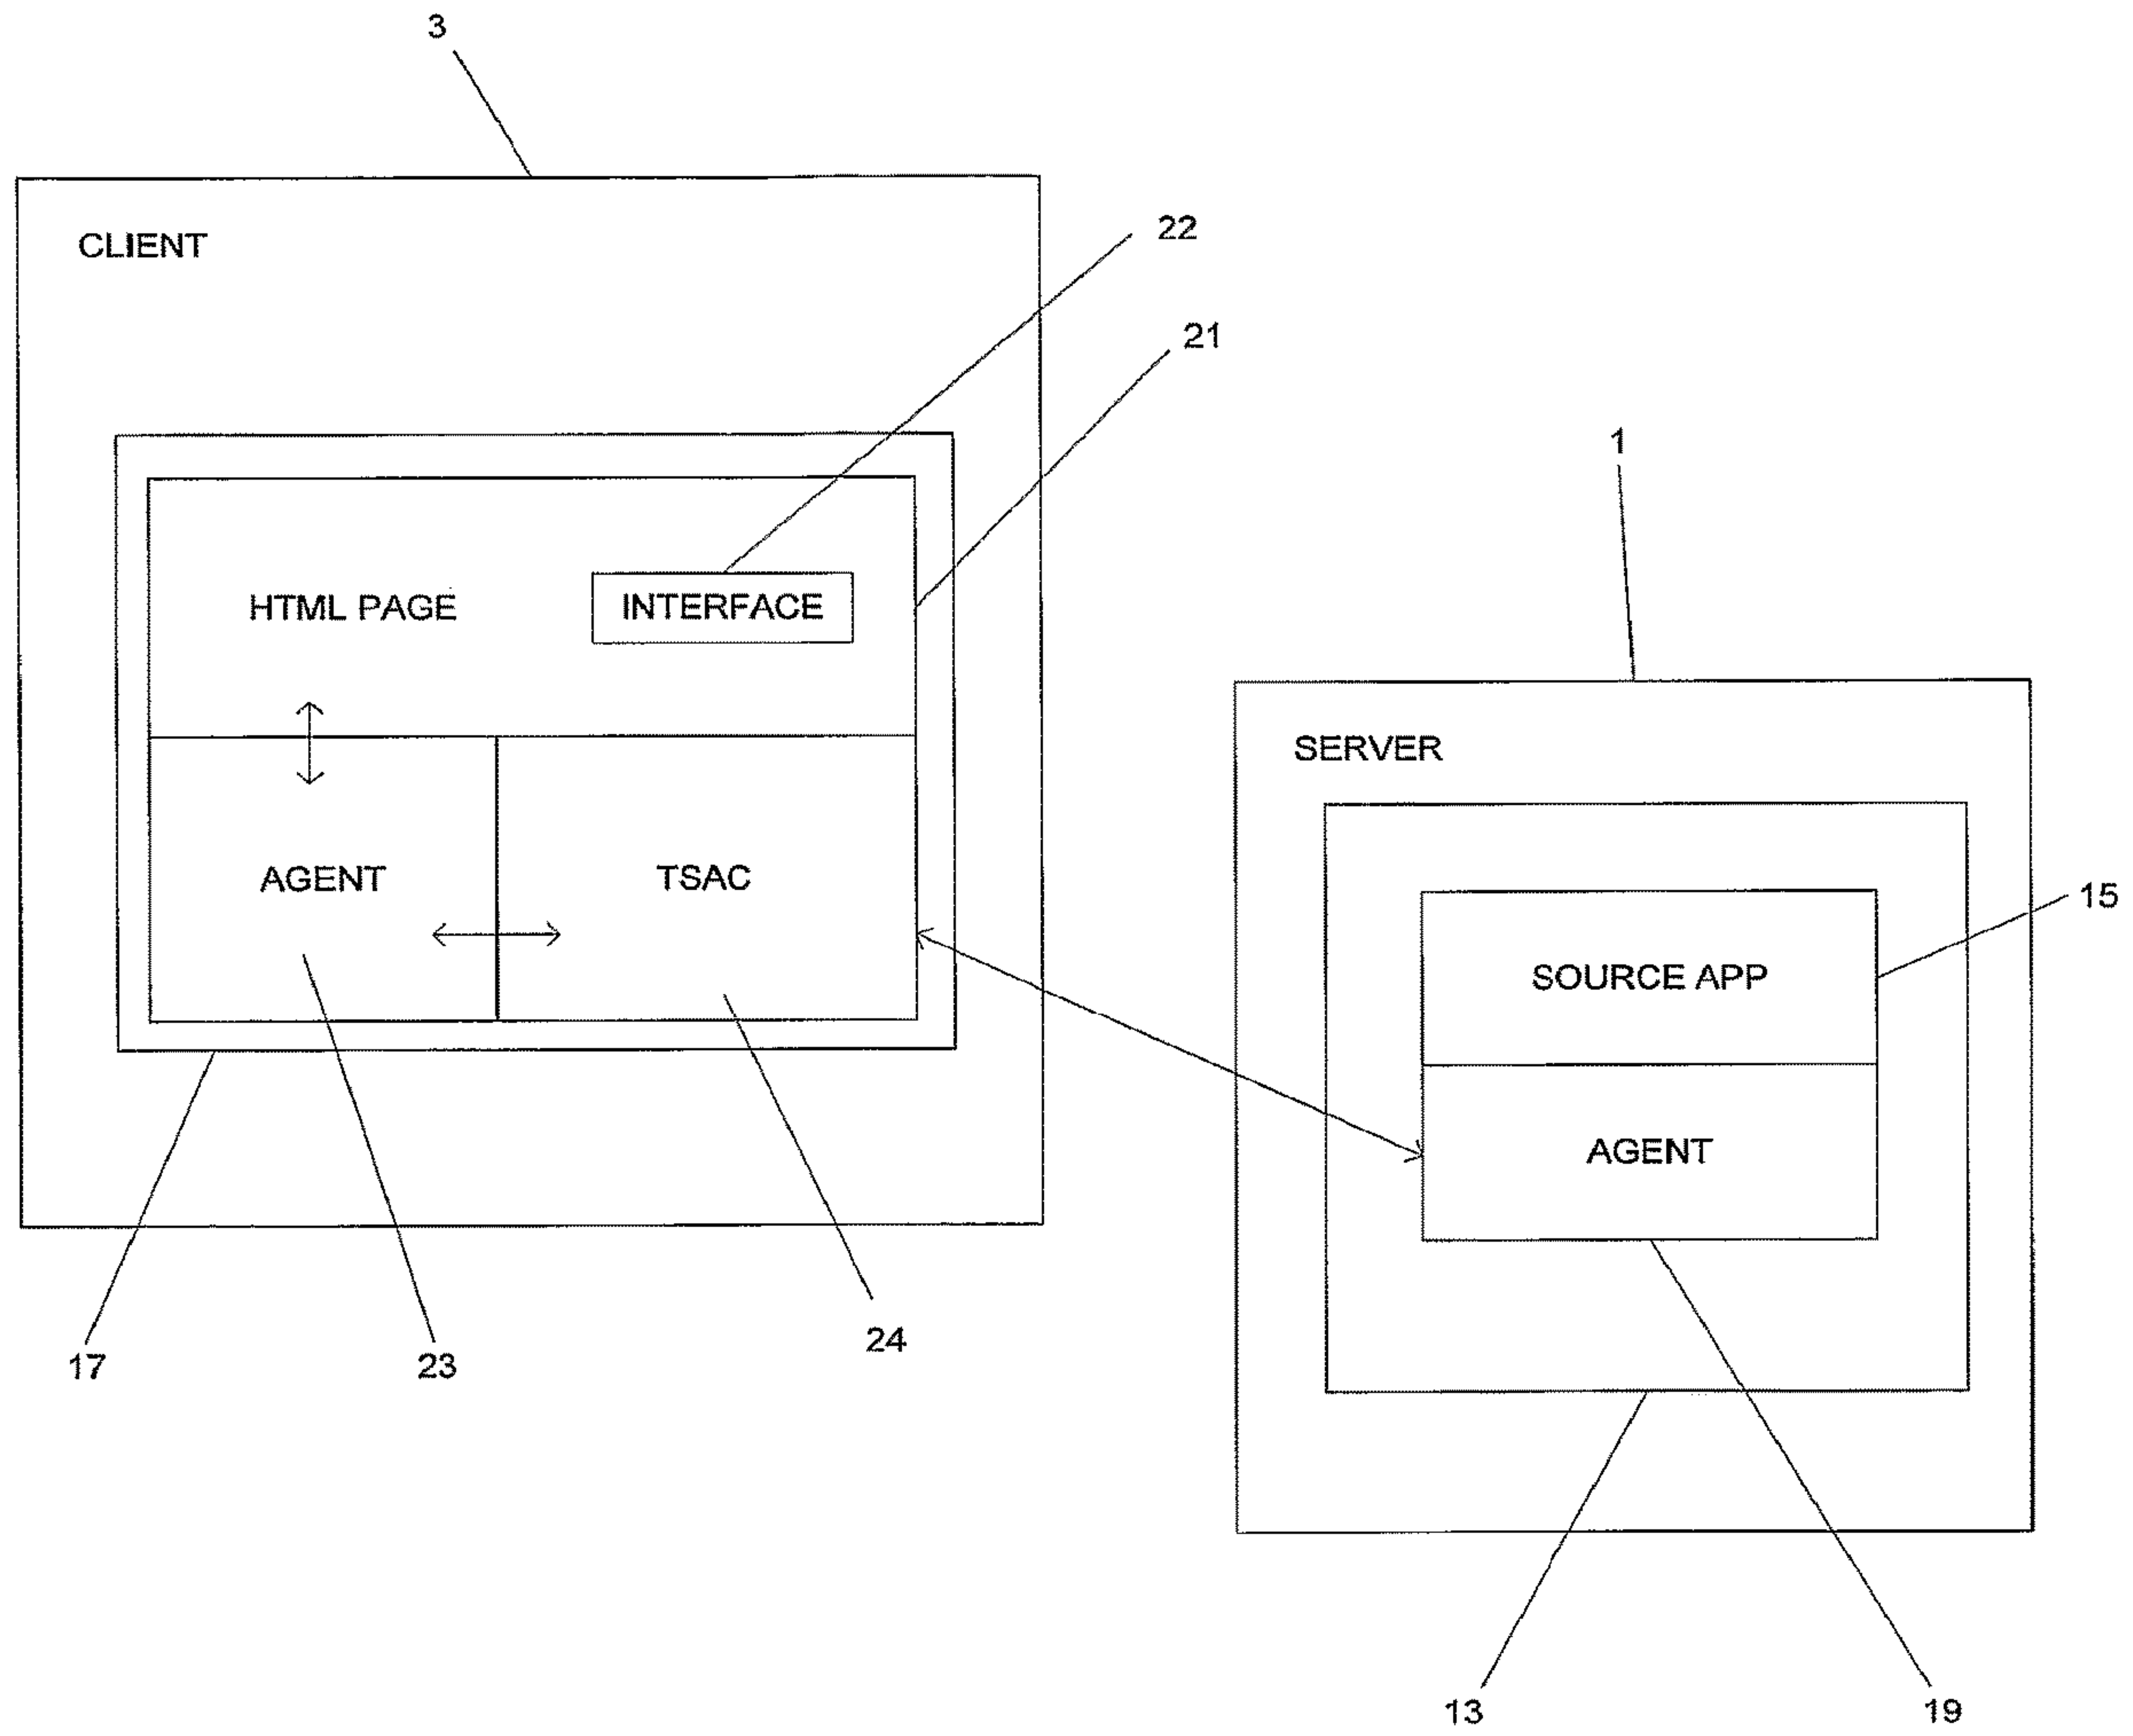 3
CLIENT
22
21
HTML PAGE
INTERFACE
1
SERVER
AGENT
TSAC
15
SOURCE APP
AGENT
17
23
24
13
19